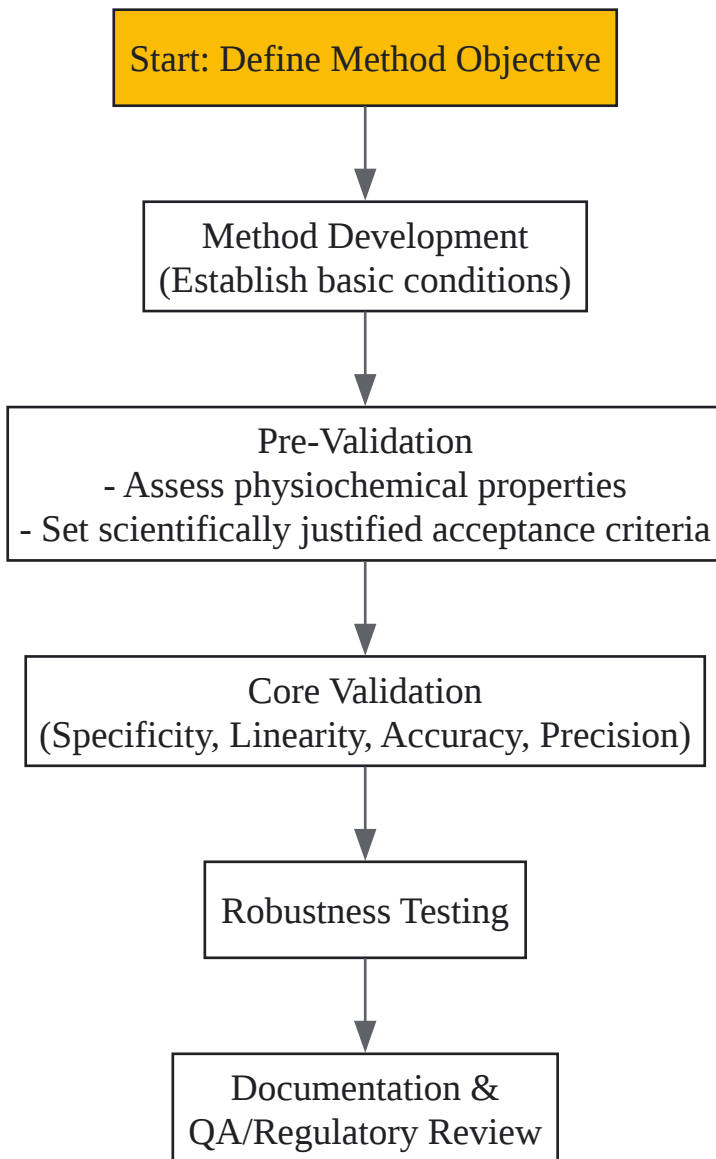 Start: Define Method Objective
Method Development
(Establish basic conditions)
Pre-Validation
- Assess physiochemical properties
- Set scientifically justified acceptance criteria
Core Validation
(Specificity, Linearity, Accuracy, Precision)
Robustness Testing
Documentation &
QA/Regulatory Review